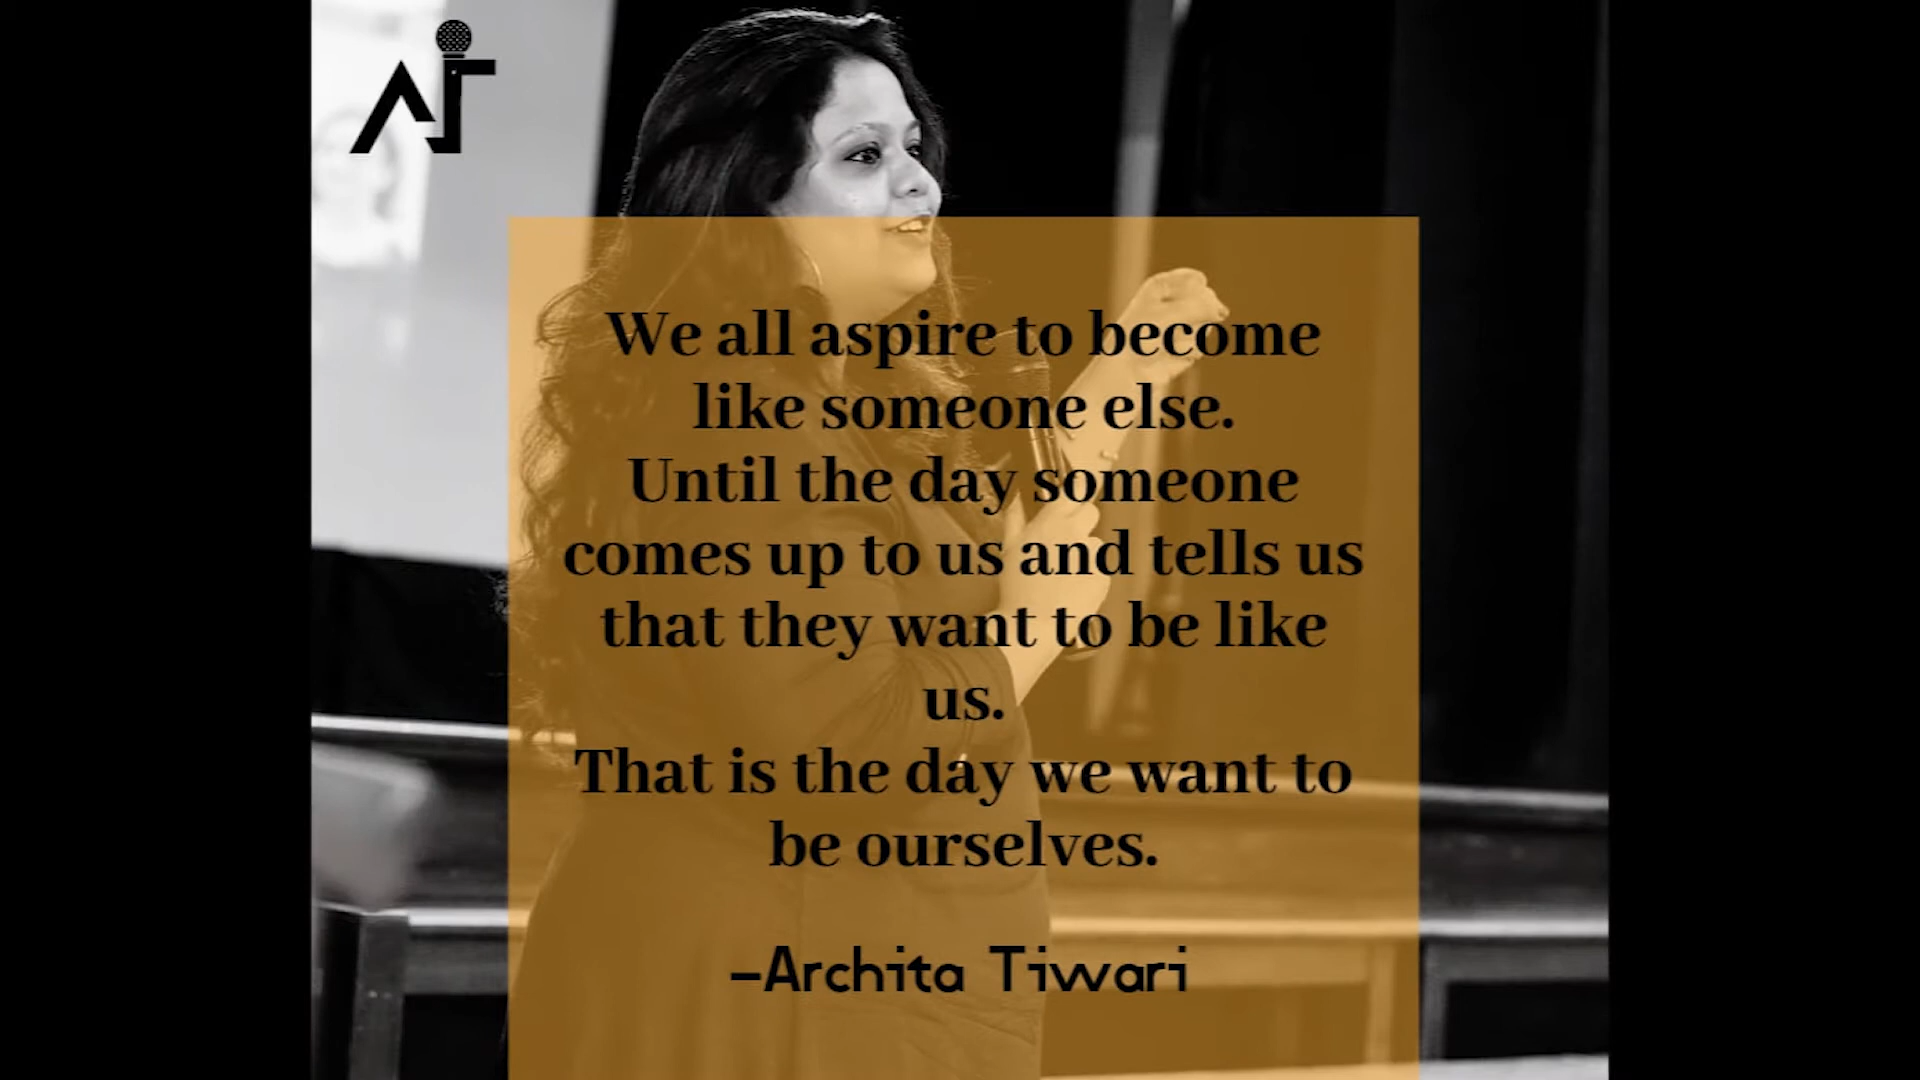 AT
We all aspire to become
like someone else.
Until the day someone
comes up to us and tells us
that they want to be like
us.
That is the day we want to
be ourselves.
-Archita Tiwari